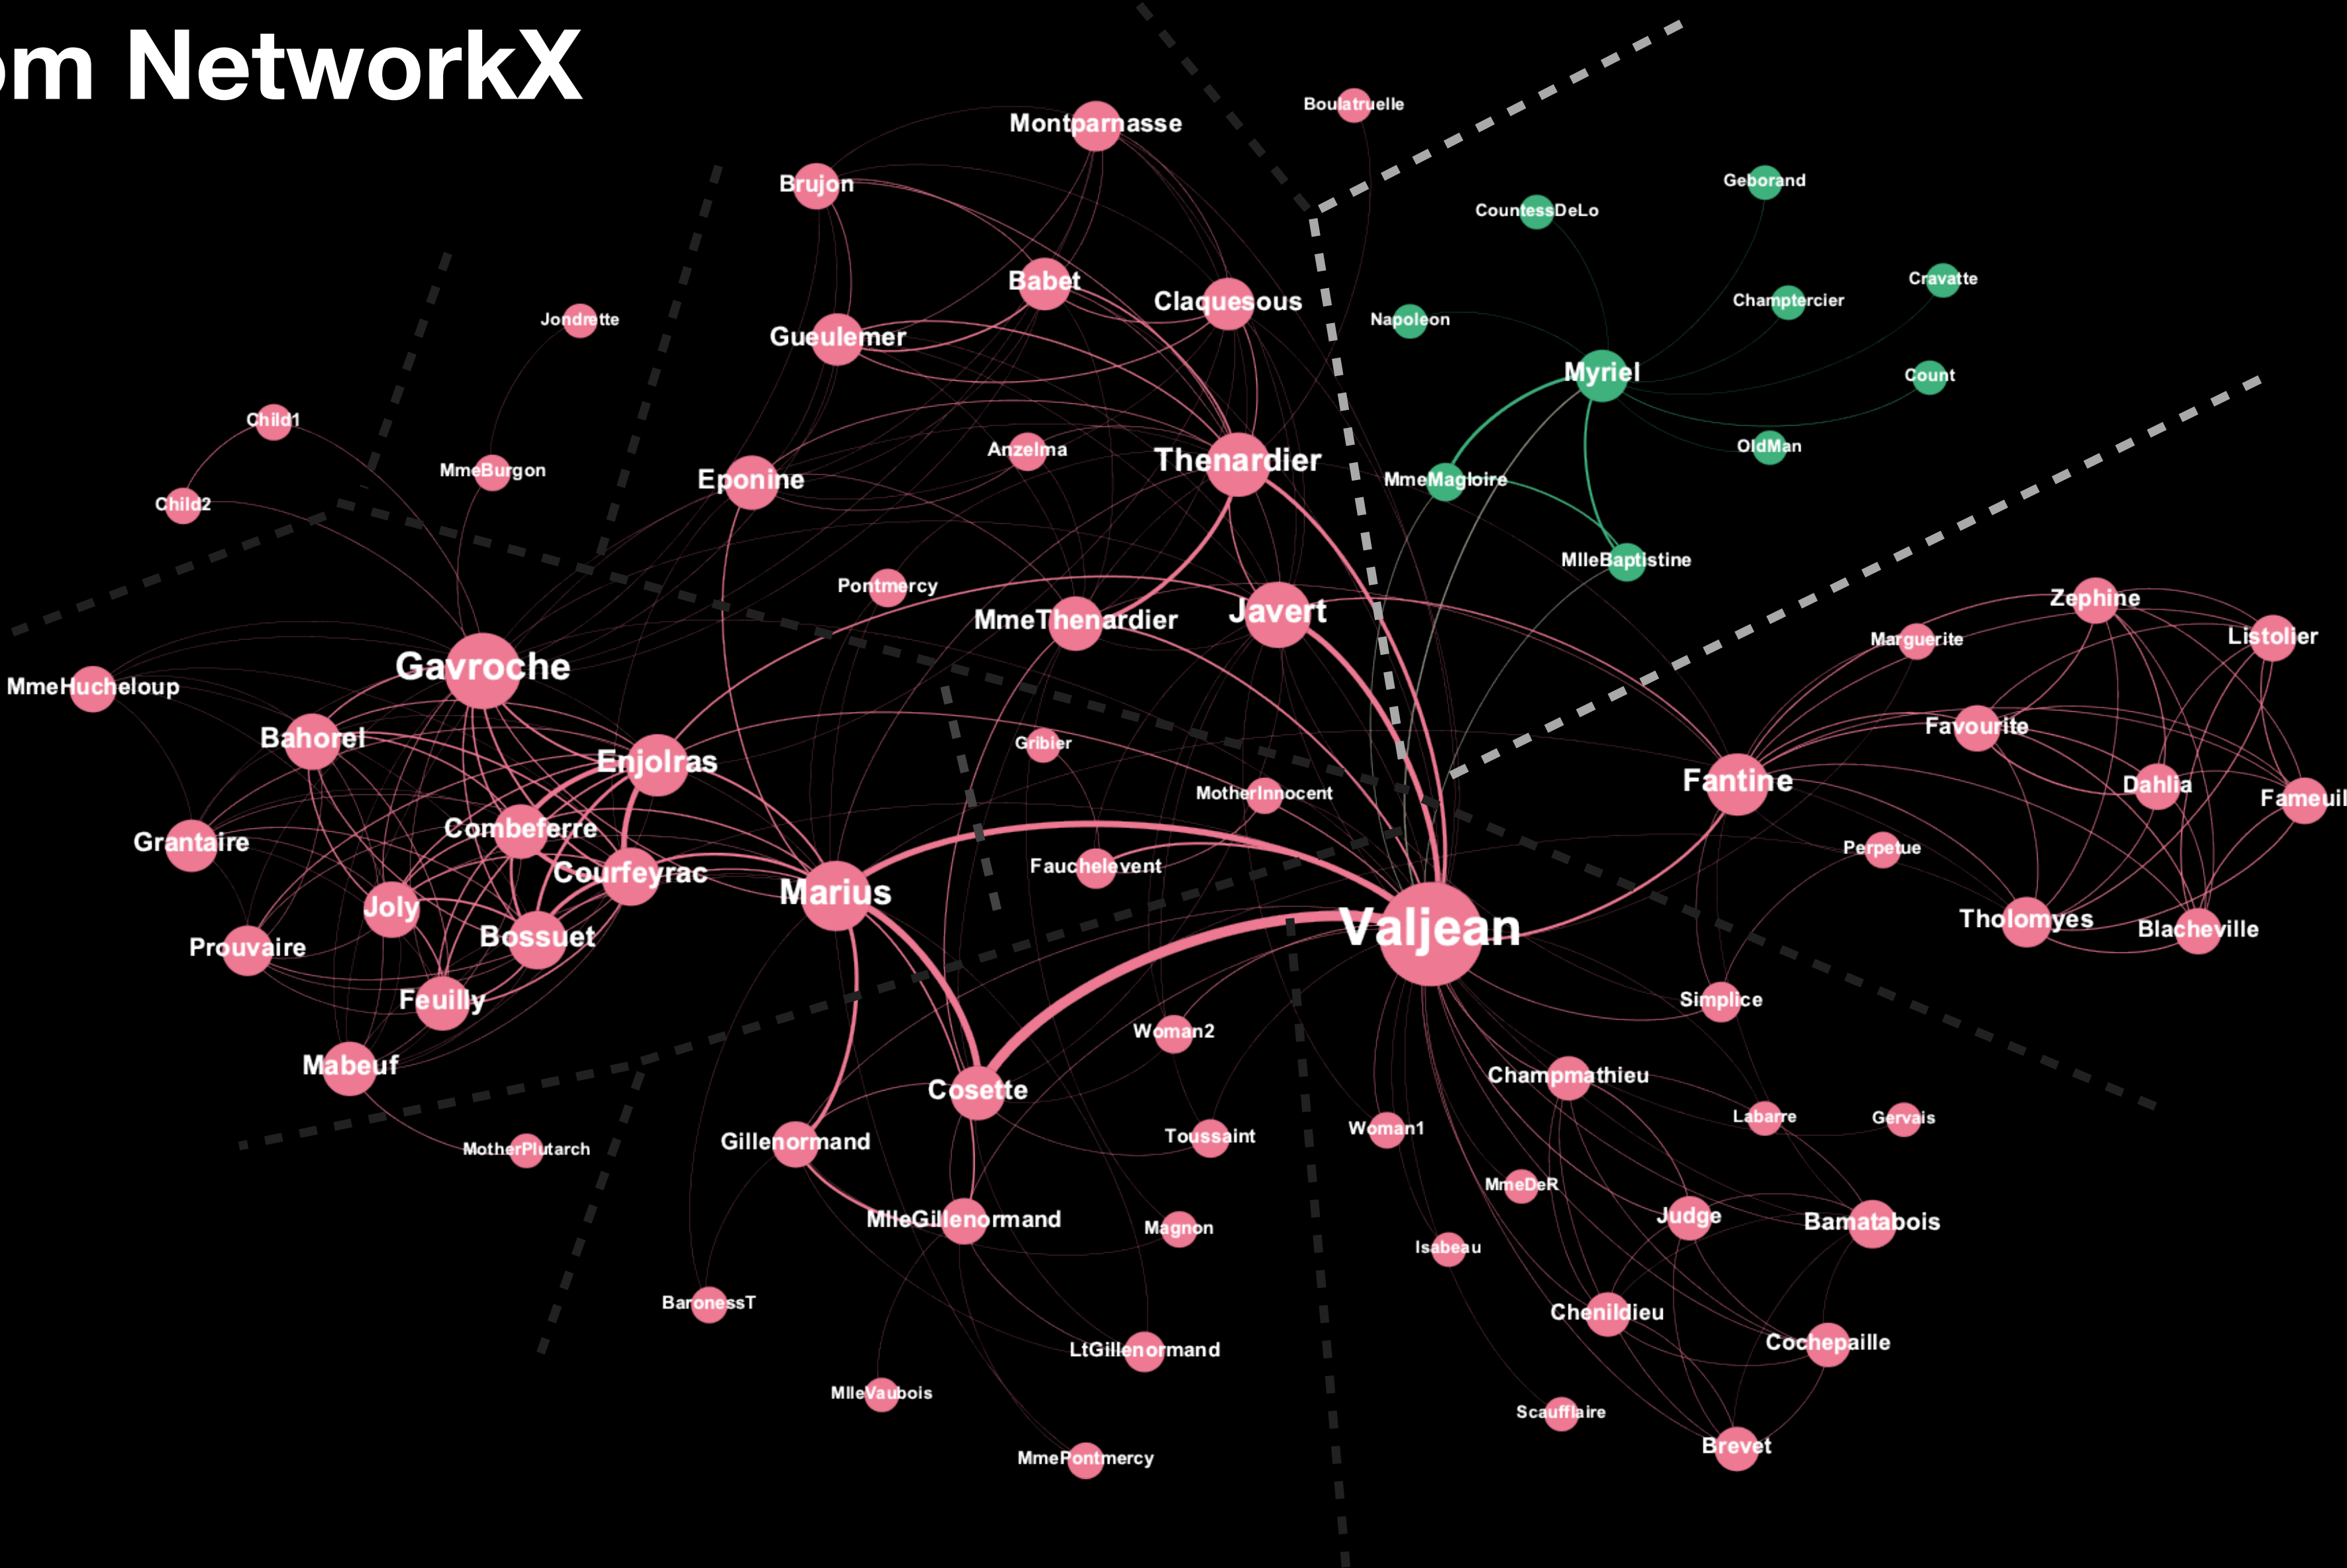 om NetworkX
Montparnasse
Boulatruelle
Brujon
Geborand
CountessDeLo
Babet
Claquesous
Cravatte
Champtercier
Napoleon
Jondrette
Gueulemer
Myriel
Count
Child1
OldMan
Anzelma
Thenardier
MmeBurgon
Eponine
MmeMagloire
Child2
MlleBaptistine
Pontmercy
Zephine
MmeThenardier
Javert
Listolier
Marguerite
Gavroche
MmeHucheloup
Favourite
Bahorel
Gribier
Enjolras
Fantine
Dahlia
MotherInnocent
Fameuil
Combeferre
Grantaire
Perpetue
Fauchelevent
Courfeyrac
Marius
Joly
Tholomyes
Valjean
Blacheville
Bossuet
Prouvaire
Feuilly
Simplice
Woman2
Mabeuf
Champmathieu
Cosette
Labarre
Gervais
Woman1
Toussaint
Gillenormand
MotherPlutarch
MmeDeR
Judge
MlleGillenormand
Bamatabois
Magnon
Isabeau
BaronessT
Chenildieu
Cochepaille
LtGillenormand
MlleVaubois
Scaufflaire
Brevet
MmePontmercy